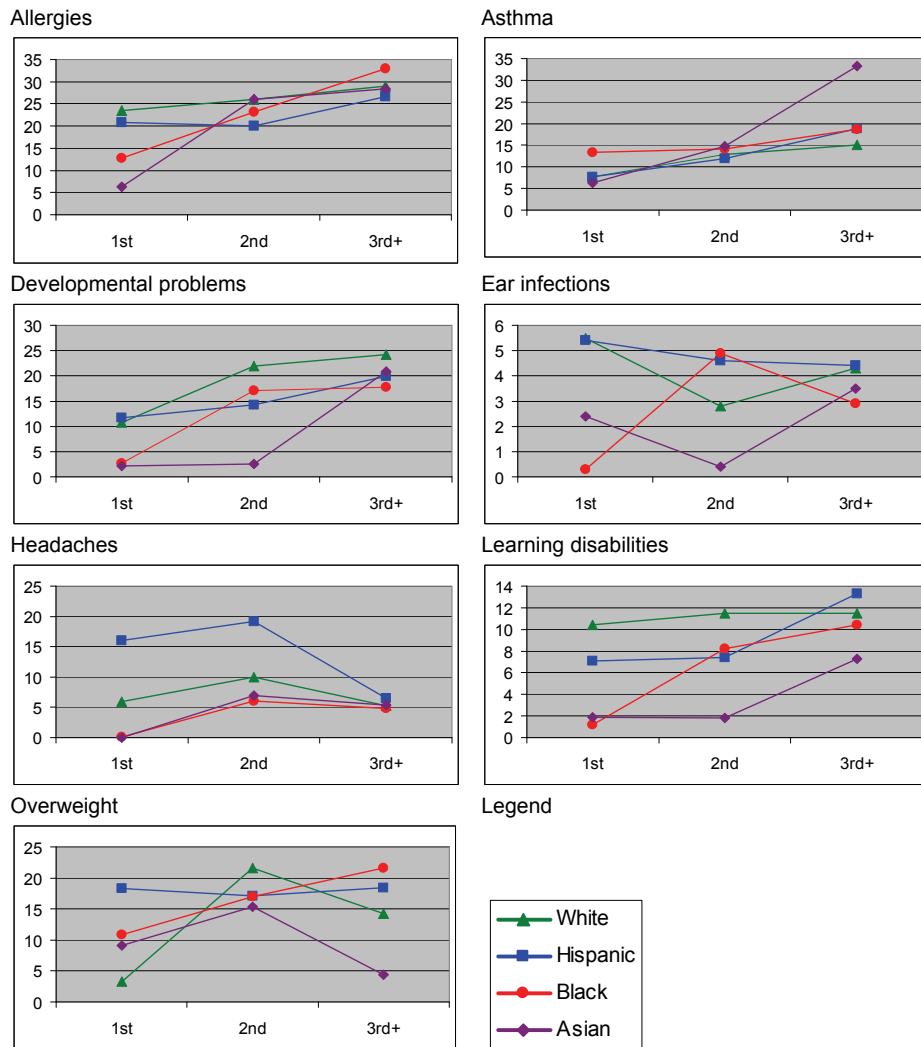 Allergies
35
30
25
20
15
10
5
0
1st 2nd 3rd+
Asthma
35
30
25
20
15
10
5
0
1st 2nd 3rd+
Developmental problems
30
25
20
15
10
5
0
1st 2nd 3rd+
Ear infections
6
5
4
3
2
1
0
1st 2nd 3rd+
Headaches
25
20
15
10
5
0
1st 2nd 3rd+
Learning disabilities
14
12
10
8
6
4
2
0
1st 2nd 3rd+
Overweight
25
20
15
10
5
0
1st 2nd 3rd+
Legend
White
Hispanic
Black
Asian